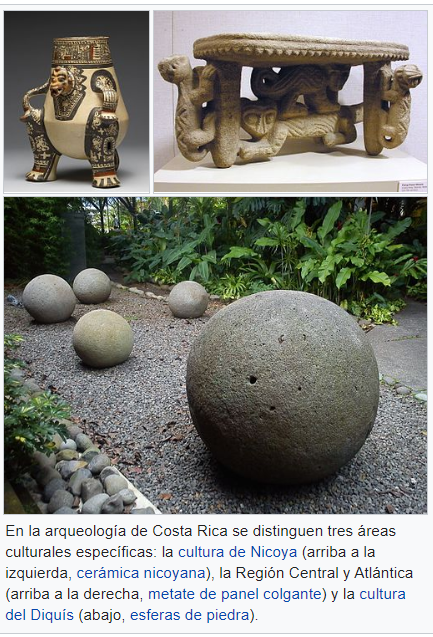 En la arqueología de Costa Rica se distinguen tres áreas
culturales específicas: la cultura de Nicoya (arriba a la
izquierda, cerámica nicoyana), la Región Central y Atlántica
(arriba a la derecha, metate de panel colgante) y la cultura
del Diquís (abajo, esferas de piedra).